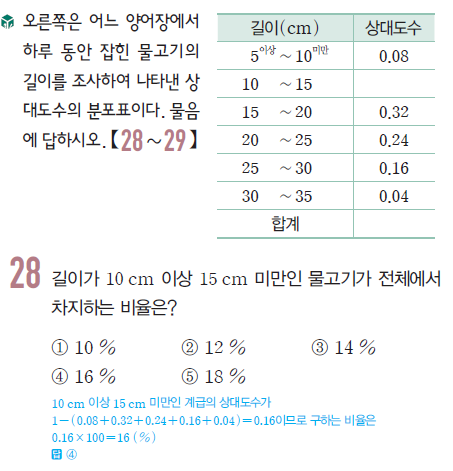 오른쪽은 어느 양어장에서
하루 동안 잡힌 물고기의
길이를 조사하여 나타낸 상
대도수의 분포표이다. 물음
에 답하시오.【28~29】
길이(cm) 상대도수
5이상 ~ 10미만 0.08
10 ~ 15
15 ~ 20 0.32
20 ~ 25 0.24
25 ~ 30 0.16
30 ~ 35 0.04
합계
28 길이가 10 cm 이상 15 cm 미만인 물고기가 전체에서
차지하는 비율은?
① 10 % ② 12 % ③ 14 %
④ 16 % ⑤ 18 %
10 cm 이상 15 cm 미만인 계급의 상대도수가
1-(0.08+0.32+0.24+0.16+0.04)=0.16이므로 구하는 비율은
0.16×100=16 (%)
답 ④